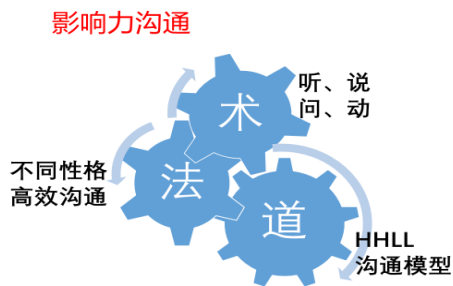 影响力沟通
术
听、说
问、动
法
不同性格
高效沟通
道
HHLL
沟通模型